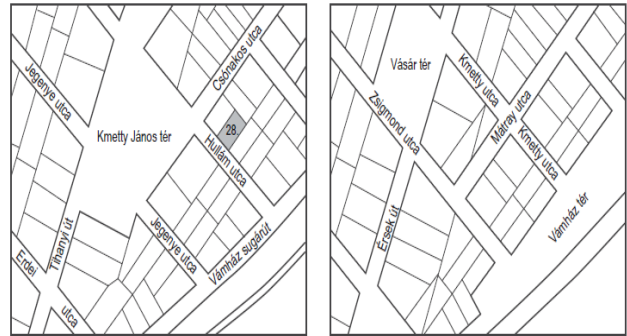 Jegenye utca
Csónakos utca
28.
Kmetty János tér
Hullám utca
Jegenye utca
Tihanyi út
Vámház sugárút
Erdei
utca
Vásár tér
Kmetty utca
Zsigmond utca
Mátray utca
Kmetty utca
Érsek út
Vámház tér